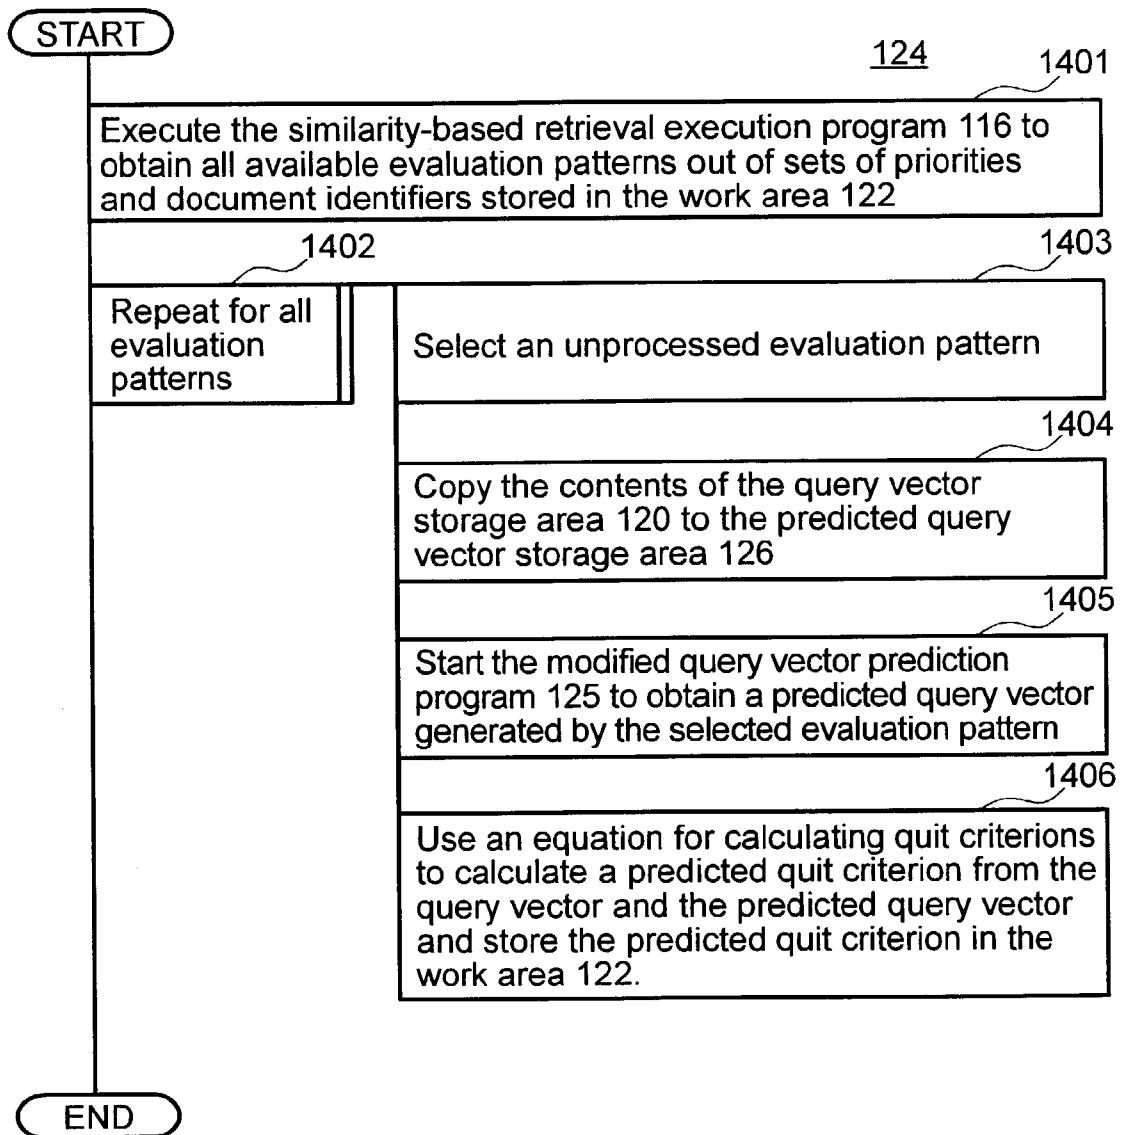 START
124
1401
Execute the similarity-based retrieval execution program 116 to
obtain all available evaluation patterns out of sets of priorities
and document identifiers stored in the work area 122
1402
1403
Repeat for all
evaluation
patterns
Select an unprocessed evaluation pattern
1404
Copy the contents of the query vector
storage area 120 to the predicted query
vector storage area 126
1405
Start the modified query vector prediction
program 125 to obtain a predicted query vector
generated by the selected evaluation pattern
1406
Use an equation for calculating quit criterions
to calculate a predicted quit criterion from the
query vector and the predicted query vector
and store the predicted quit criterion in the
work area 122.
END